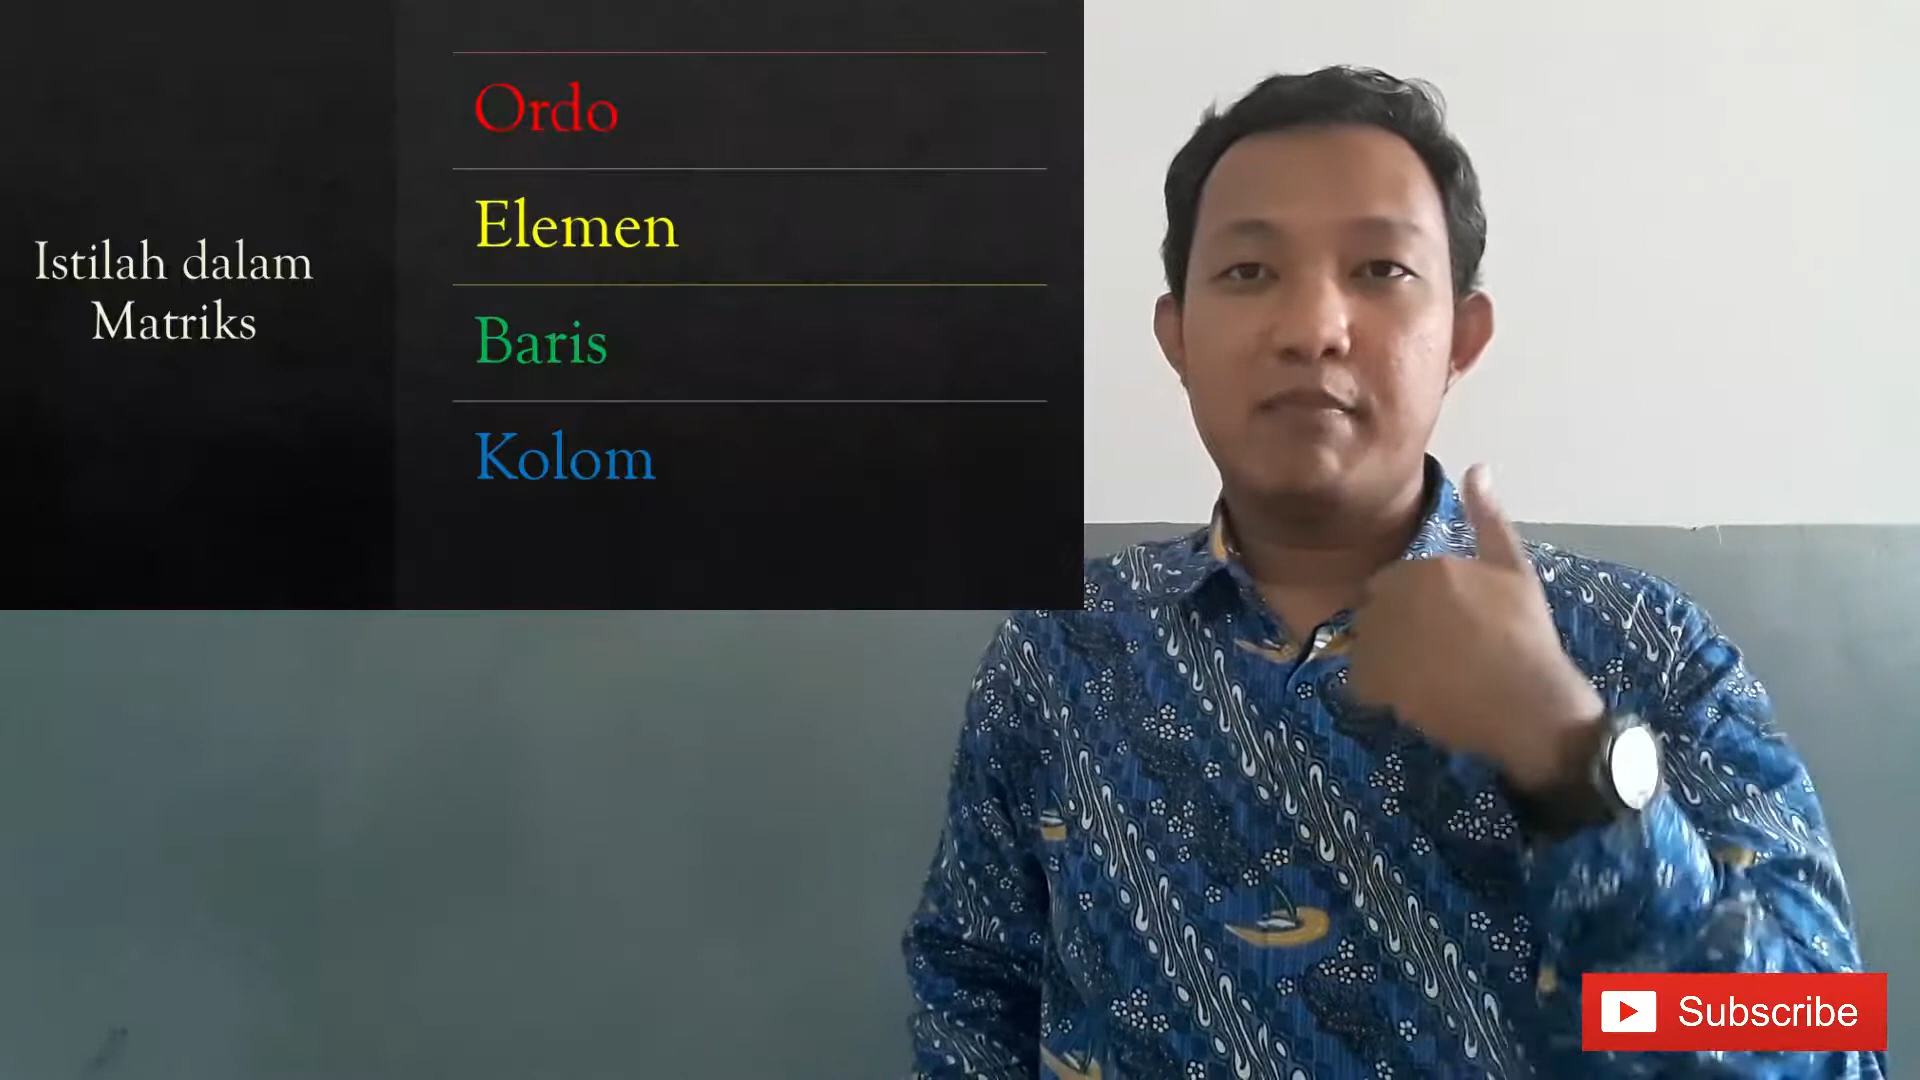 Istilah dalam
Matriks
Ordo
Elemen
Baris
Kolom
Subscribe